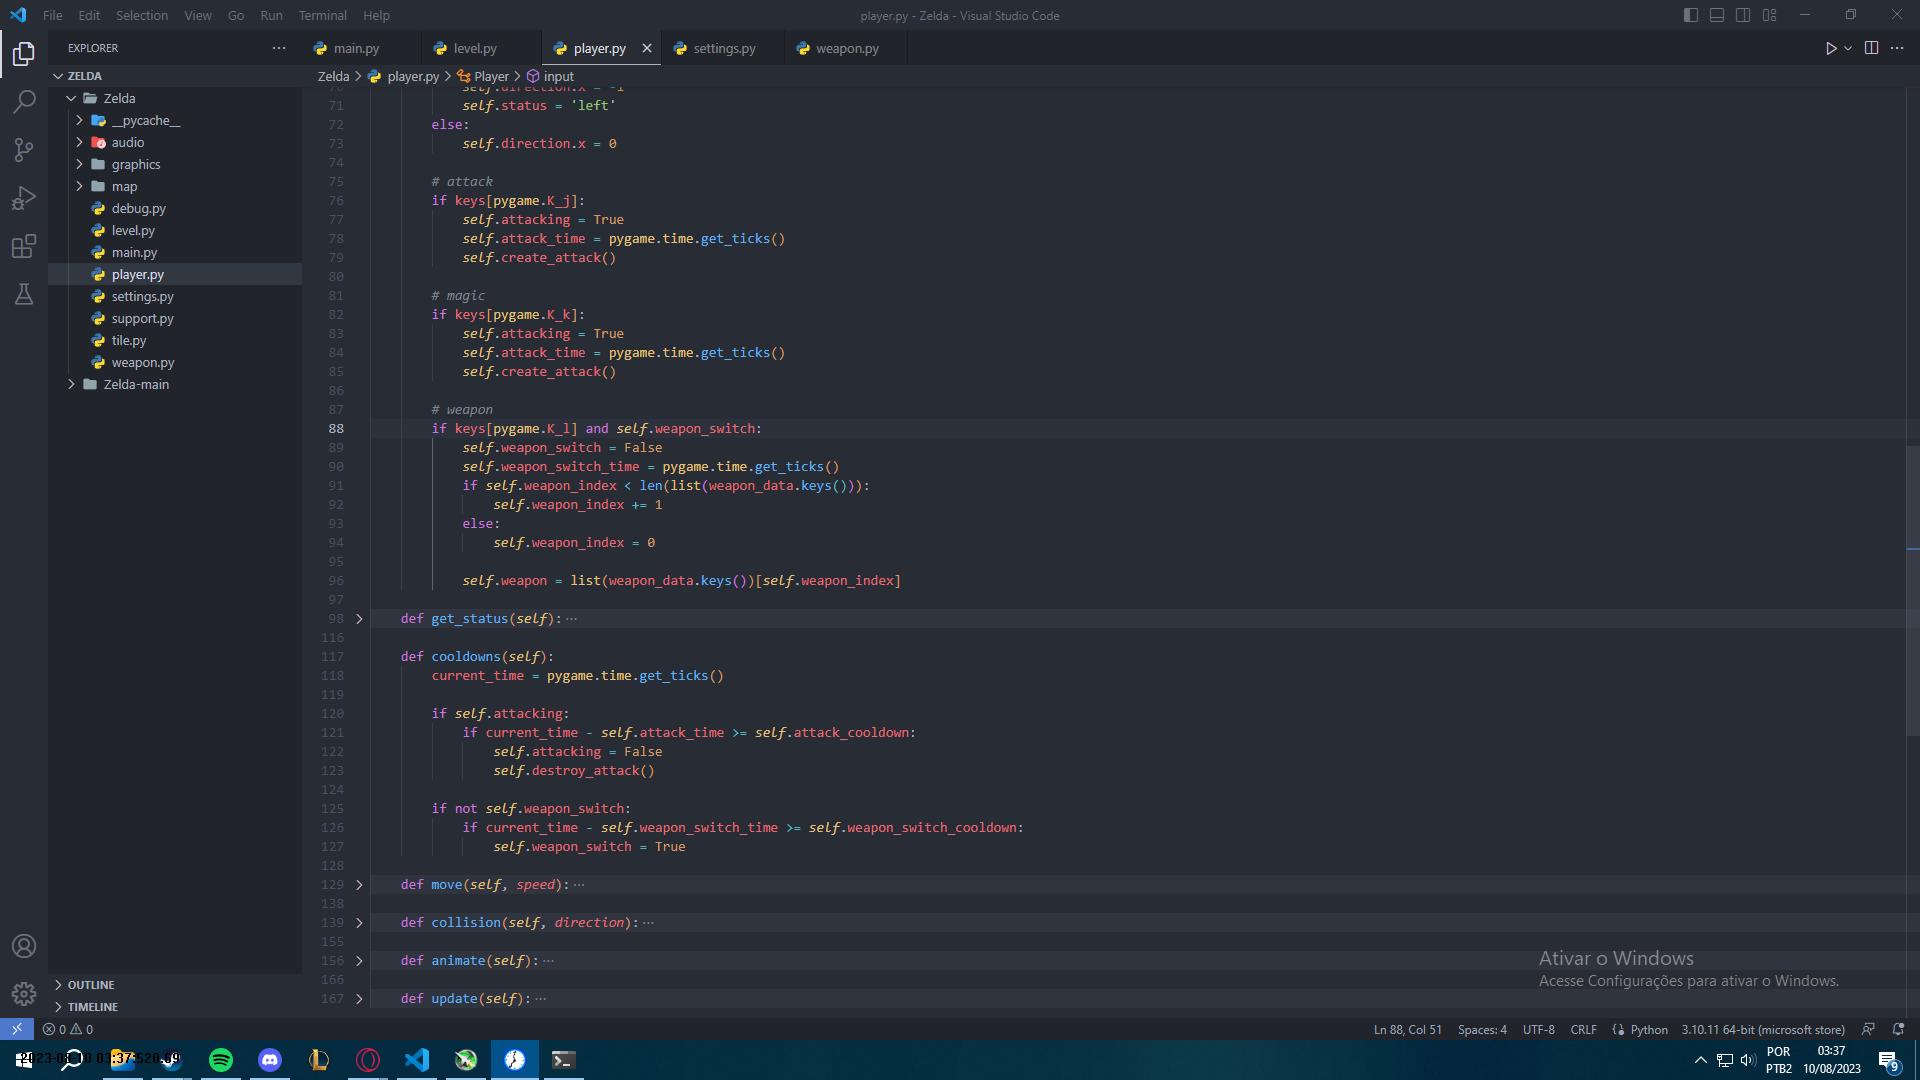 File Edit Selection View Go Run Terminal Help
player.py - Zelda - Visual Studio Code
EXPLORER
main.py
level.py
player.py
settings.py
weapon.py
ZELDA
Zelda > player.py > Player > input
Zelda
__pycache__
audio
graphics
map
debug.py
level.py
main.py
player.py
settings.py
support.py
tile.py
weapon.py
Zelda-main
OUTLINE
TIMELINE
70 self.direction.x = -1
71 self.status = 'left'
72 else:
73 self.direction.x = 0
74
75 # attack
76 if keys[pygame.K_j]:
77 self.attacking = True
78 self.attack_time = pygame.time.get_ticks()
79 self.create_attack()
80
81 # magic
82 if keys[pygame.K_k]:
83 self.attacking = True
84 self.attack_time = pygame.time.get_ticks()
85 self.create_attack()
86
87 # weapon
88 if keys[pygame.K_l] and self.weapon_switch:
89 self.weapon_switch = False
90 self.weapon_switch_time = pygame.time.get_ticks()
91 if self.weapon_index < len(list(weapon_data.keys())):
92 self.weapon_index += 1
93 else:
94 self.weapon_index = 0
95
96 self.weapon = list(weapon_data.keys())[self.weapon_index]
97
98 def get_status(self): ···
116
117 def cooldowns(self):
118 current_time = pygame.time.get_ticks()
119
120 if self.attacking:
121 if current_time - self.attack_time >= self.attack_cooldown:
122 self.attacking = False
123 self.destroy_attack()
124
125 if not self.weapon_switch:
126 if current_time - self.weapon_switch_time >= self.weapon_switch_cooldown:
127 self.weapon_switch = True
128
129 def move(self, speed): ···
138
139 def collision(self, direction): ···
155
156 def animate(self): ···
166
167 def update(self): ···
Ativar o Windows
Acesse Configurações para ativar o Windows.
0 0
Ln 88, Col 51 Spaces: 4 UTF-8 CRLF Python 3.10.11 64-bit (microsoft store)
POR
PTB2
03:37
10/08/2023
9